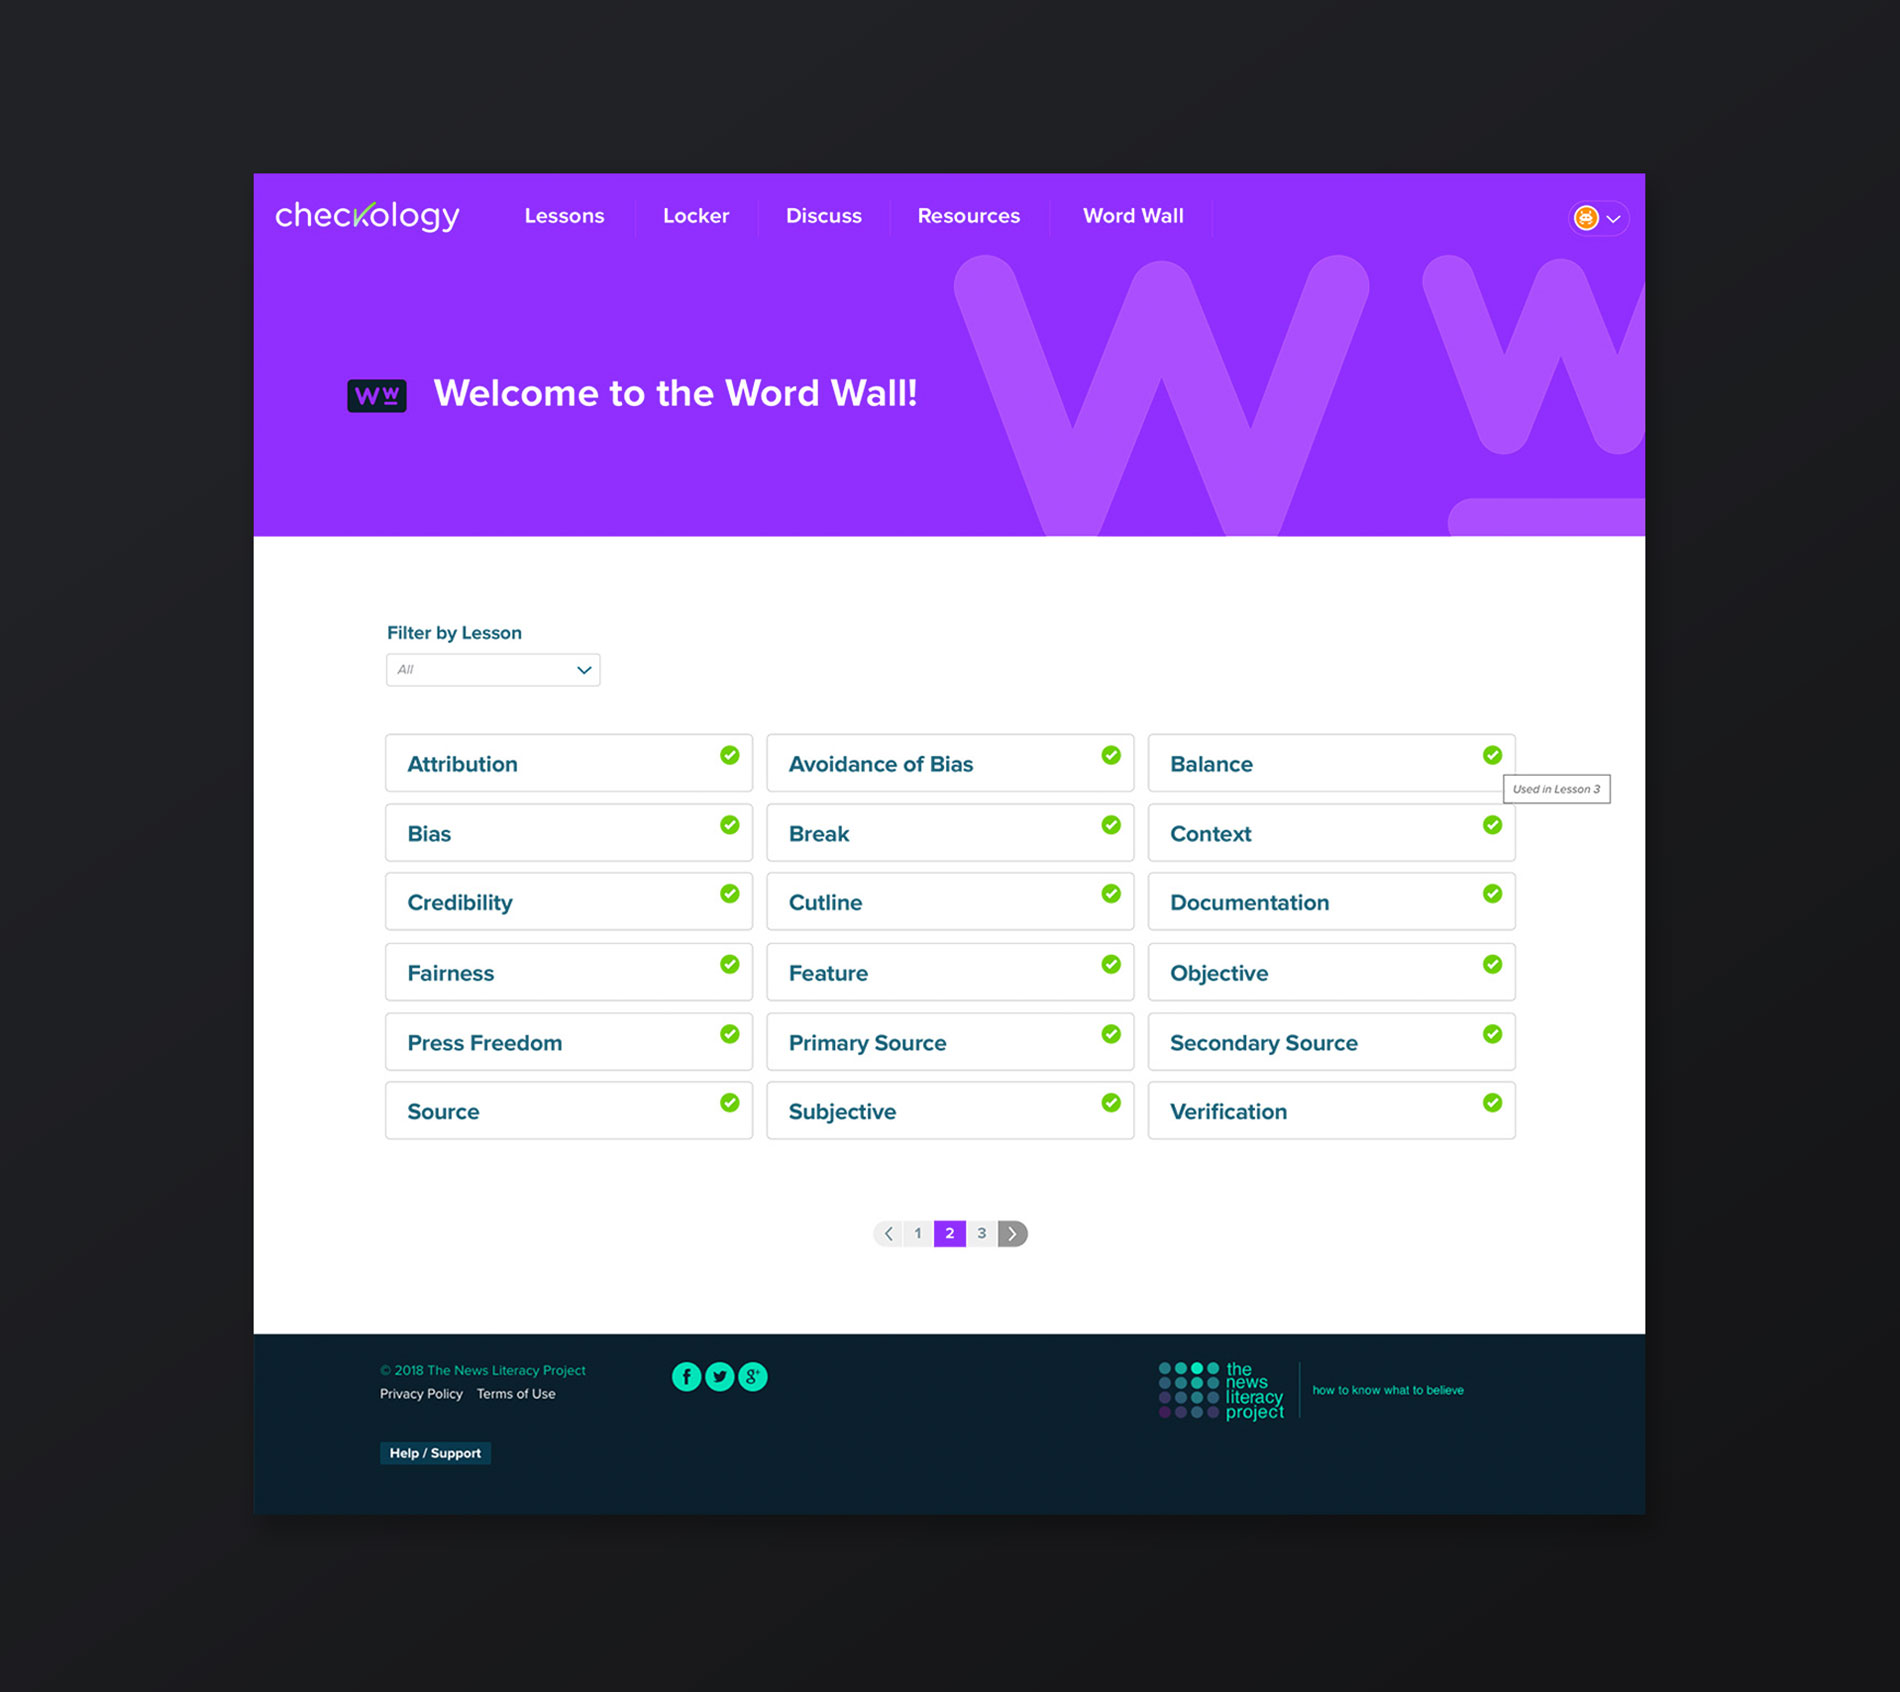 checkology
Lessons
Locker
Discuss
Resources
Word Wall
WW
Welcome to the Word Wall!
Filter by Lesson
All
Attribution
Avoidance of Bias
Balance
Used in Lesson 3
Bias
Break
Context
Credibility
Cutline
Documentation
Fairness
Feature
Objective
Press Freedom
Primary Source
Secondary Source
Source
Subjective
Verification
1 2 3
© 2018 The News Literacy Project
Privacy Policy Terms of Use
f
g+
the
news
literacy
project
how to know what to believe
Help / Support